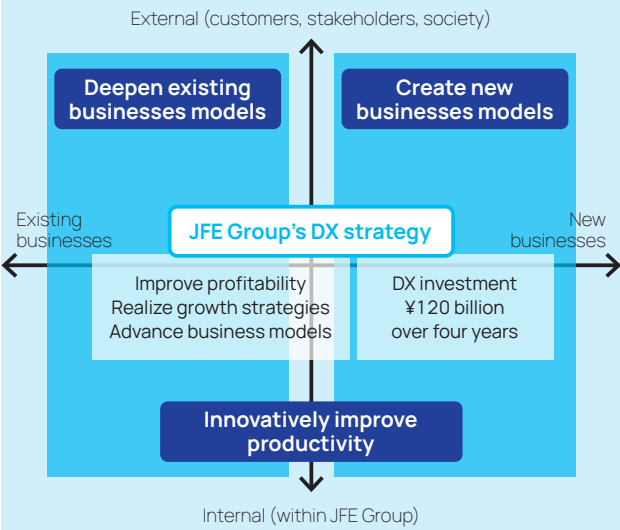 External (customers, stakeholders, society)
Deepen existing
businesses models
Create new
businesses models
Existing
businesses
JFE Group's DX strategy
New
businesses
Improve profitability
Realize growth strategies
Advance business models
DX investment
¥120 billion
over four years
Innovatively improve
productivity
Internal (within JFE Group)